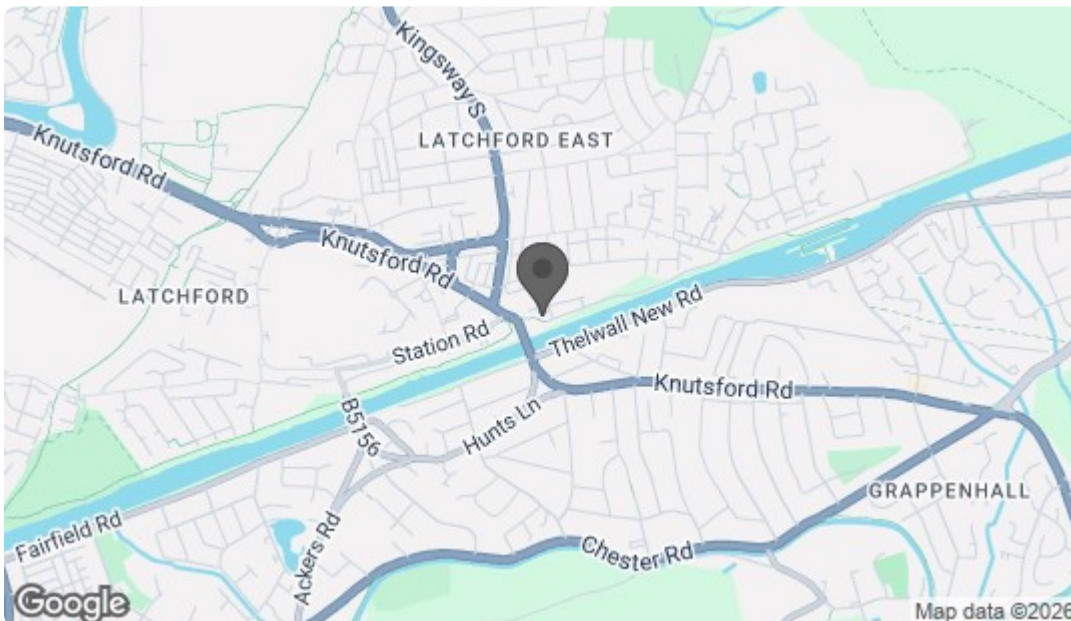 Kingsway S
LATCHFORD EAST
Knutsford Rd
Knutsford Rd
LATCHFORD
Station Rd
Thelwall New Rd
Knutsford Rd
B5156
Hunts Ln
GRAPPENHALL
Fairfield Rd
Ackers Rd
Chester Rd
Google
Map data ©2026